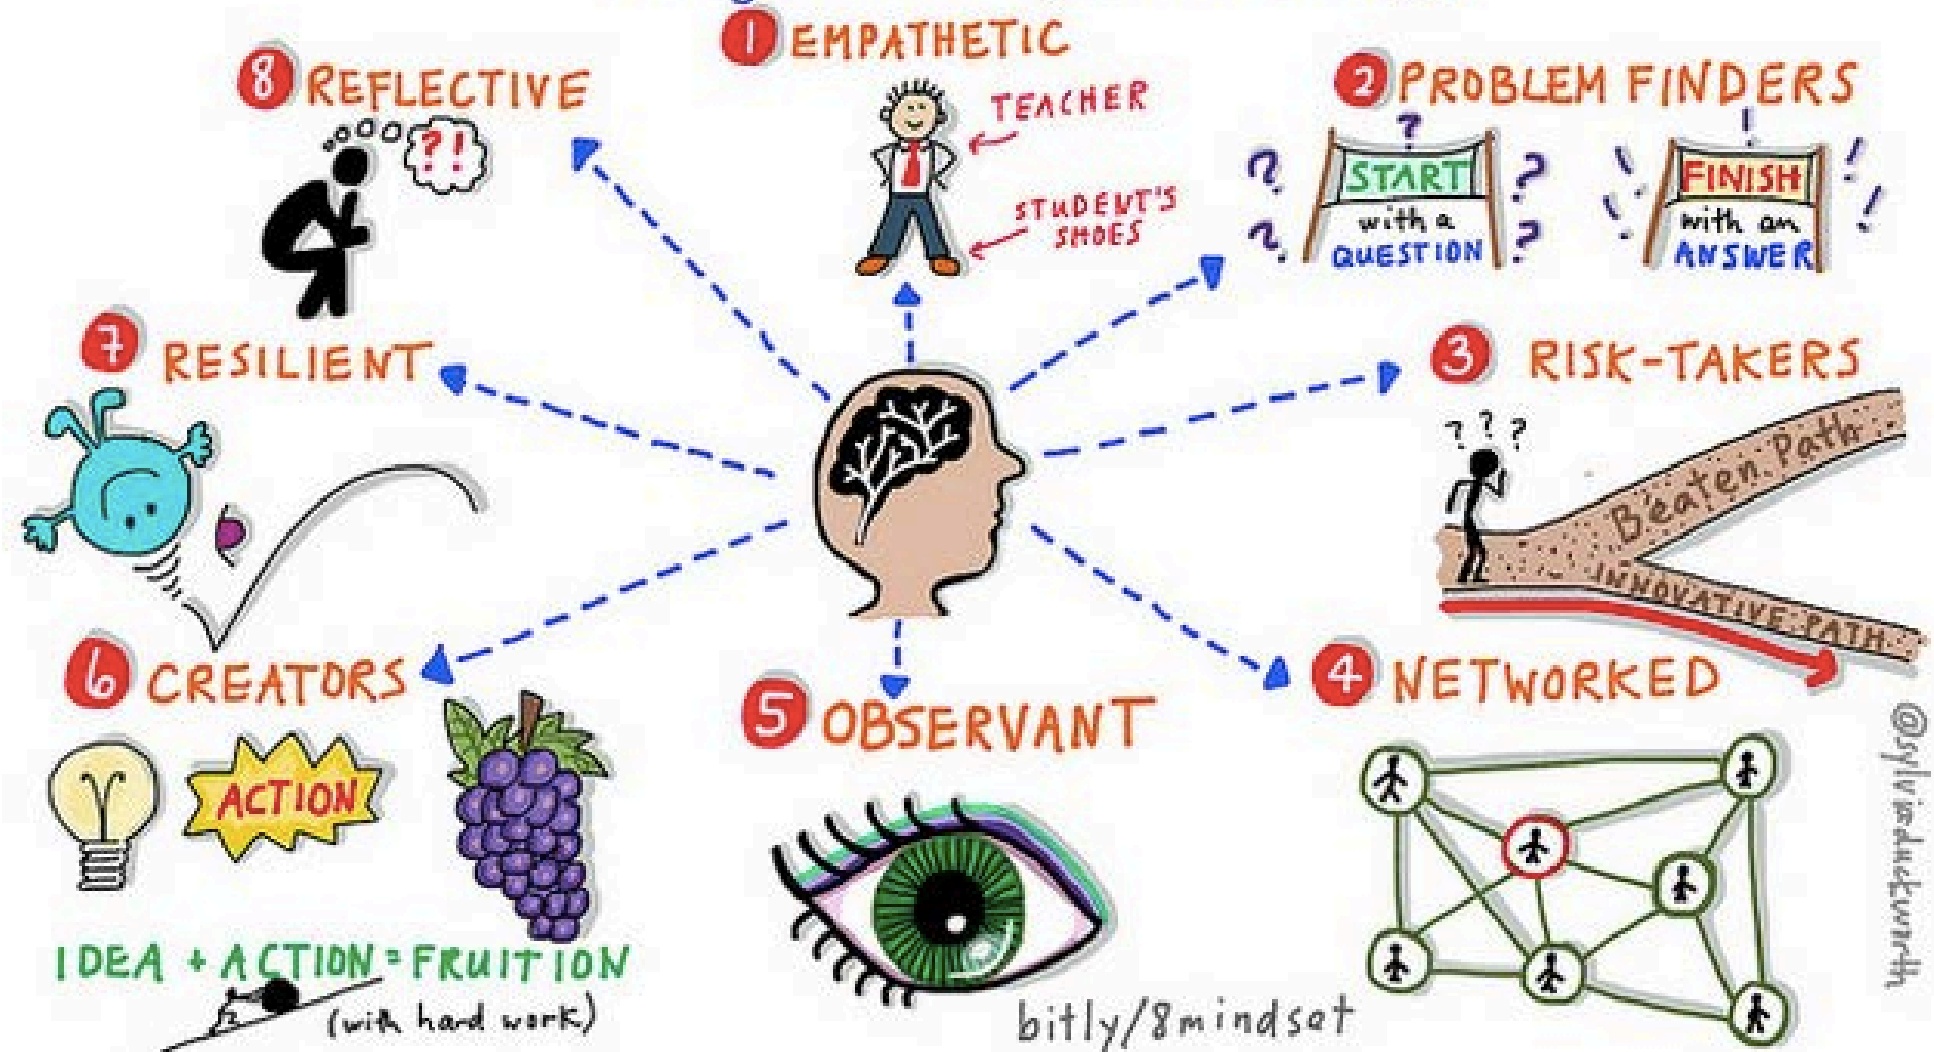 1 EMPATHETIC
TEACHER
STUDENT'S
SHOES
2 PROBLEM FINDERS
?
?
?
?
?
START
with a
QUESTION
!
!
!
!
!
FINISH
with an
ANSWER
3 RISK-TAKERS
? ? ?
Beaten Path
INNOVATIVE PATH
4 NETWORKED
5 OBSERVANT
6 CREATORS
ACTION
IDEA + ACTION = FRUITION
(with hard work)
7 RESILIENT
8 REFLECTIVE
?!
bitly/8mindset
@sylviaduckworth